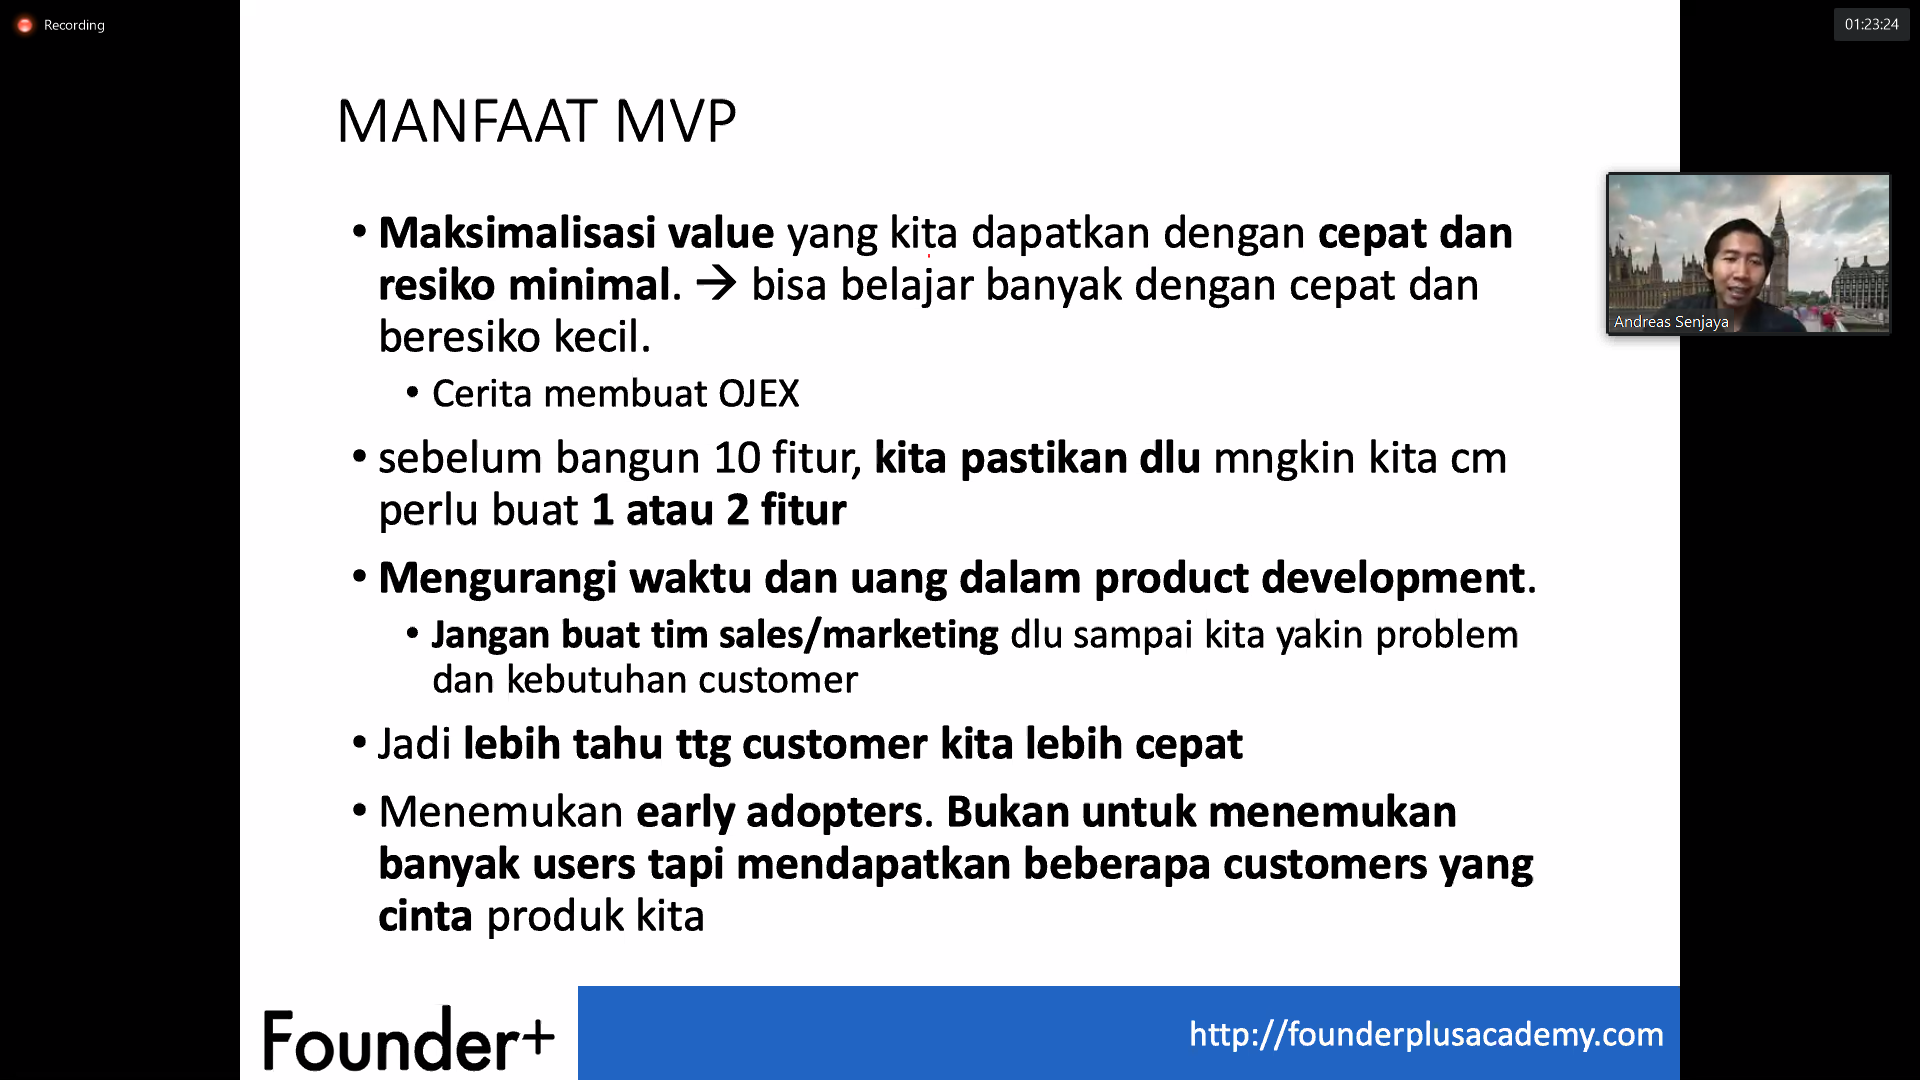 Recording
01:23:24
MANFAAT MVP
• Maksimalisasi value yang kita dapatkan dengan cepat dan
resiko minimal. → bisa belajar banyak dengan cepat dan
beresiko kecil.
• Cerita membuat OJEX
• sebelum bangun 10 fitur, kita pastikan dlu mngkin kita cm
perlu buat 1 atau 2 fitur
• Mengurangi waktu dan uang dalam product development.
• Jangan buat tim sales/marketing dlu sampai kita yakin problem
dan kebutuhan customer
• Jadi lebih tahu ttg customer kita lebih cepat
• Menemukan early adopters. Bukan untuk menemukan
banyak users tapi mendapatkan beberapa customers yang
cinta produk kita
Andreas Senjaya
Founder+
http://founderplusacademy.com